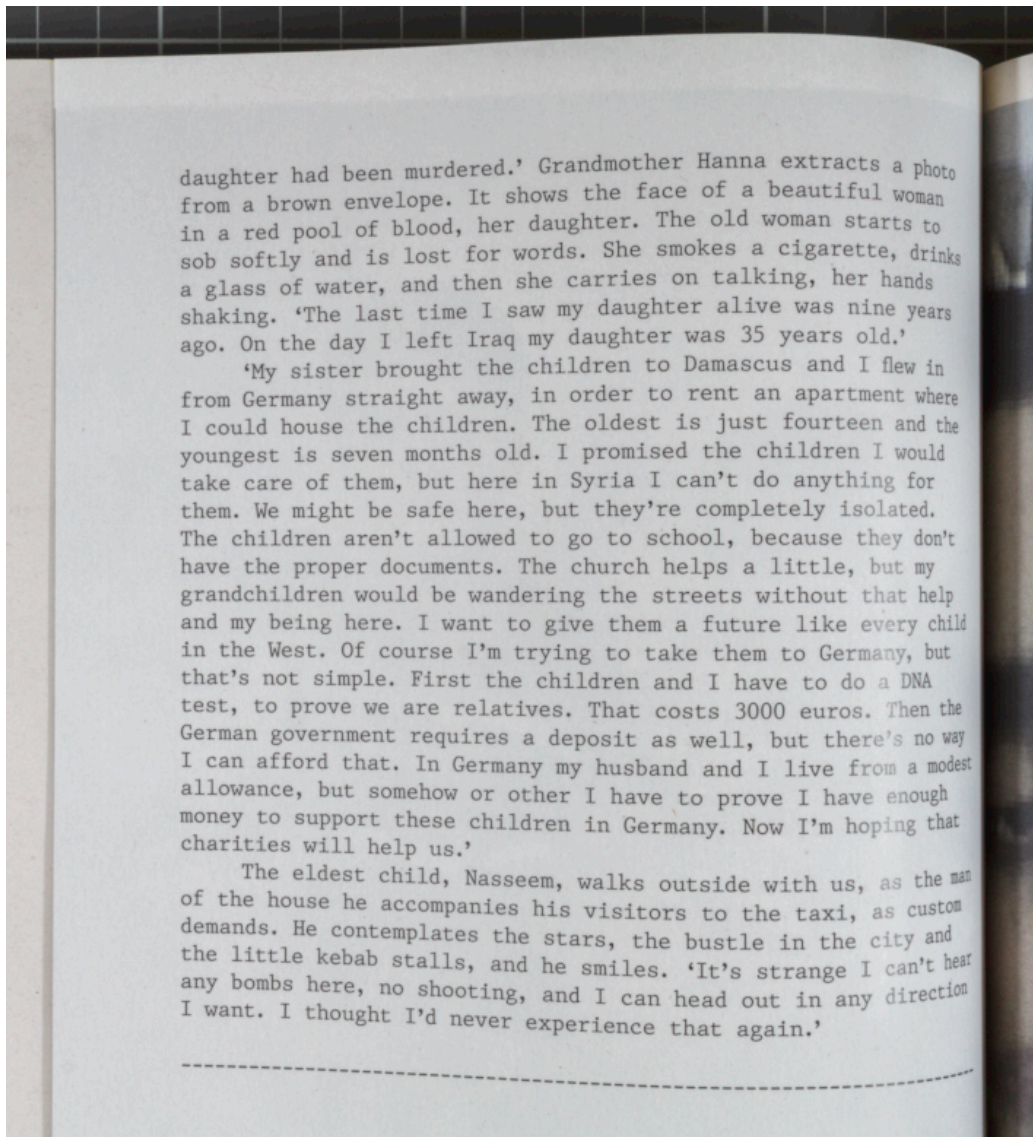 daughter had been murdered.’ Grandmother Hanna extracts a photo
from a brown envelope. It shows the face of a beautiful woman
in a red pool of blood, her daughter. The old woman starts to
sob softly and is lost for words. She smokes a cigarette, drinks
a glass of water, and then she carries on talking, her hands
shaking. ‘The last time I saw my daughter alive was nine years
ago. On the day I left Iraq my daughter was 35 years old.’
‘My sister brought the children to Damascus and I flew in
from Germany straight away, in order to rent an apartment where
I could house the children. The oldest is just fourteen and the
youngest is seven months old. I promised the children I would
take care of them, but here in Syria I can’t do anything for
them. We might be safe here, but they’re completely isolated.
The children aren’t allowed to go to school, because they don’t
have the proper documents. The church helps a little, but my
grandchildren would be wandering the streets without that help
and my being here. I want to give them a future like every child
in the West. Of course I’m trying to take them to Germany, but
that’s not simple. First the children and I have to do a DNA
test, to prove we are relatives. That costs 3000 euros. Then the
German government requires a deposit as well, but there’s no way
I can afford that. In Germany my husband and I live from a modest
allowance, but somehow or other I have to prove I have enough
money to support these children in Germany. Now I’m hoping that
charities will help us.’
The eldest child, Nasseem, walks outside with us, as the man
of the house he accompanies his visitors to the taxi, as custom
demands. He contemplates the stars, the bustle in the city and
the little kebab stalls, and he smiles. ‘It’s strange I can’t hear
any bombs here, no shooting, and I can head out in any direction
I want. I thought I’d never experience that again.’